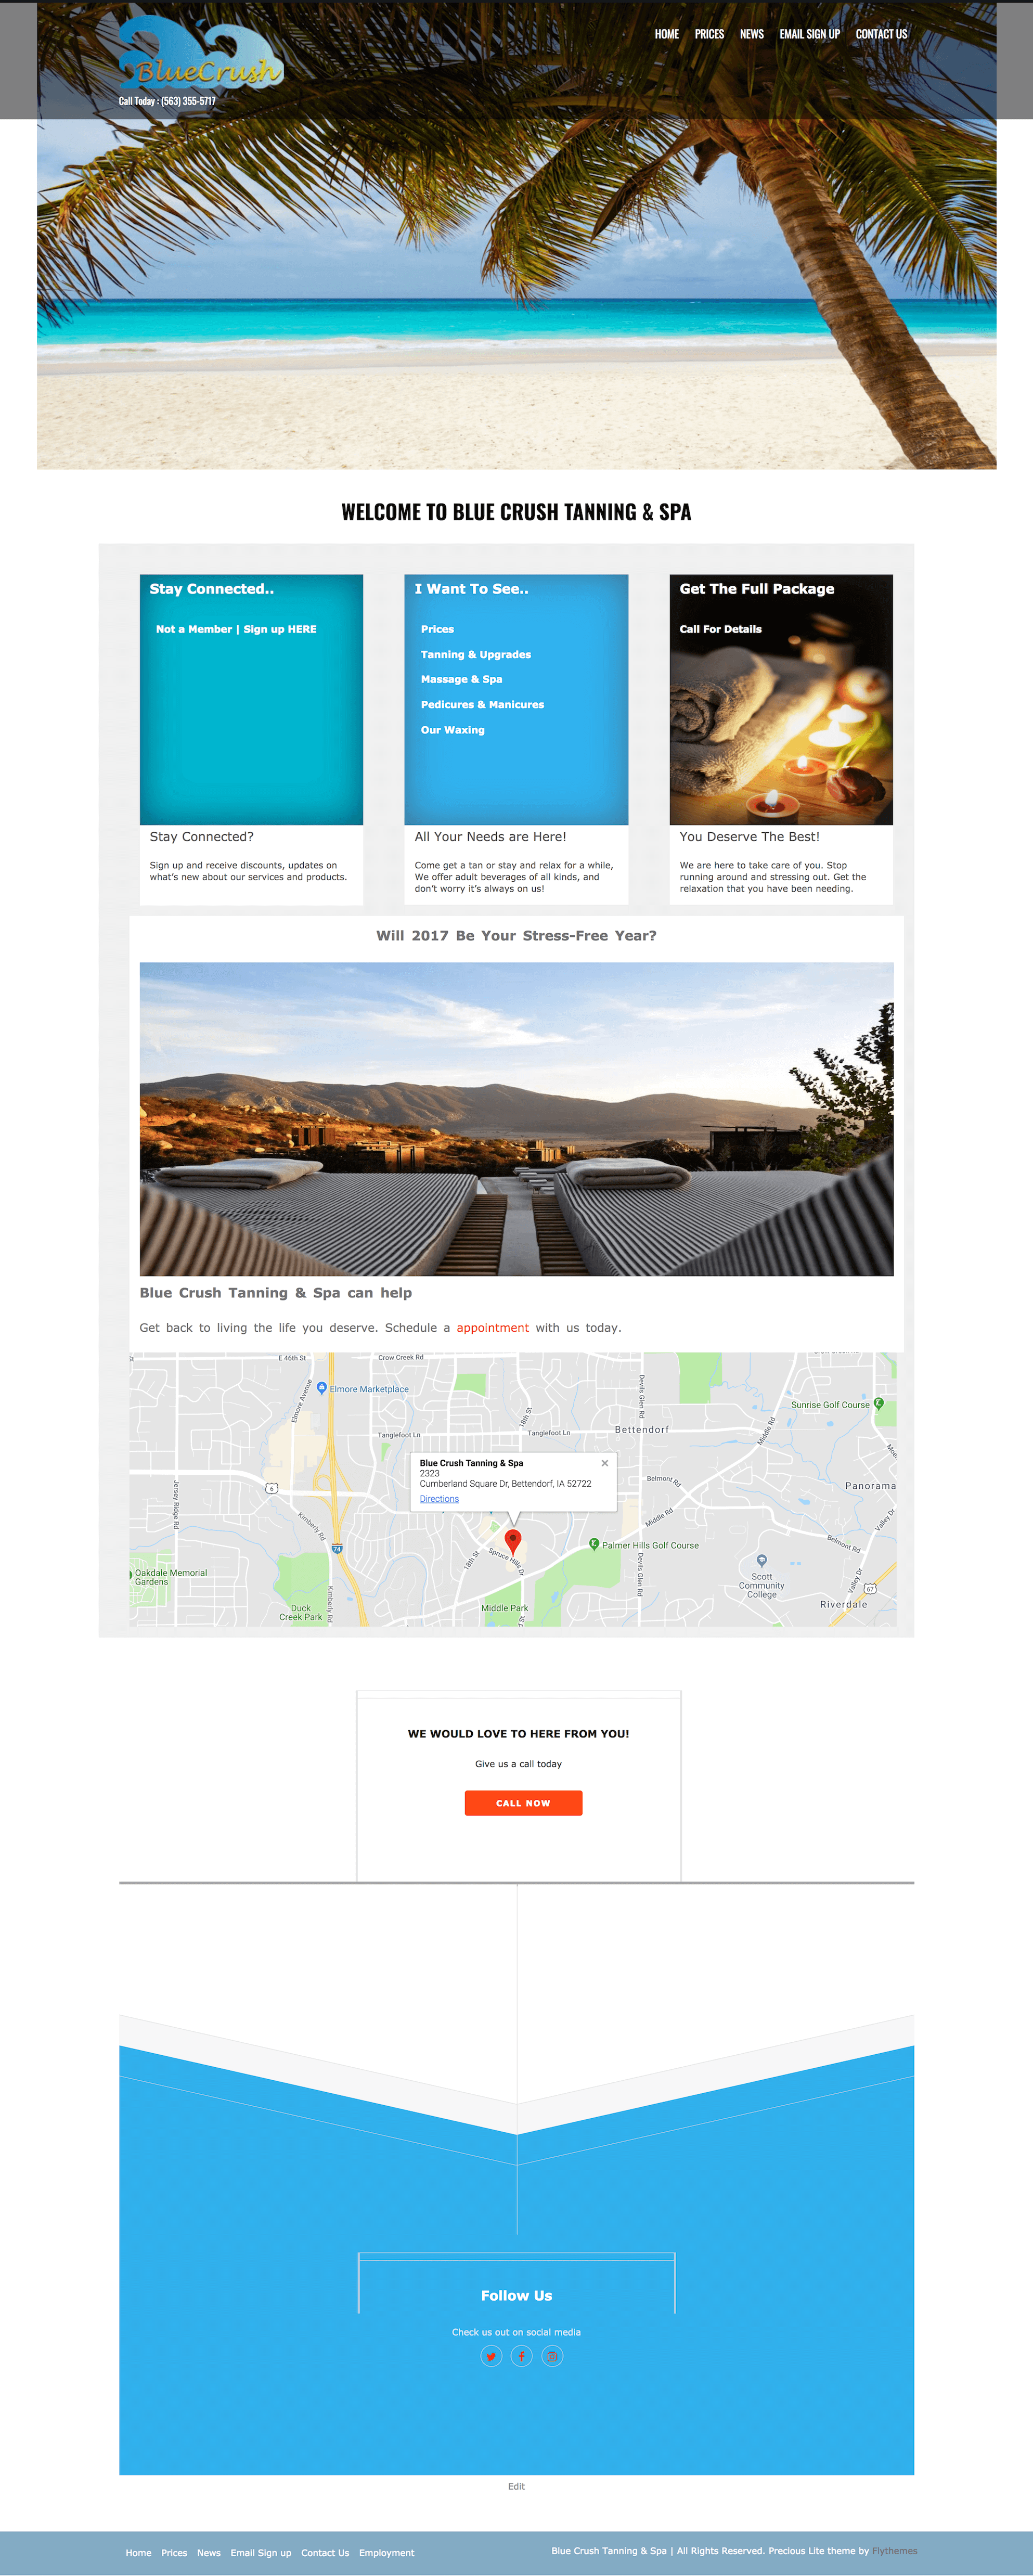 BlueCrush
Call Today : (563) 355-5717
HOME PRICES NEWS EMAIL SIGN UP CONTACT US
WELCOME TO BLUE CRUSH TANNING & SPA
Stay Connected..
Not a Member | Sign up HERE
Stay Connected?
Sign up and receive discounts, updates on
what's new about our services and products.
I Want To See..
Prices
Tanning & Upgrades
Massage & Spa
Pedicures & Manicures
Our Waxing
All Your Needs are Here!
Come get a tan or stay and relax for a while,
We offer adult beverages of all kinds, and
don't worry it's always on us!
Get The Full Package
Call For Details
You Deserve The Best!
We are here to take care of you. Stop
running around and stressing out. Get the
relaxation that you have been needing.
Will 2017 Be Your Stress-Free Year?
Blue Crush Tanning & Spa can help
Get back to living the life you deserve. Schedule a appointment with us today.
E 46th St
Crow Creek Rd
Elmore Marketplace
Elmore Avenue
Devils Glen Rd
Sunrise Golf Course
18th St
Tanglefoot Ln
Tanglefoot Ln
Bettendorf
Middle Rd
Blue Crush Tanning & Spa
2323
Cumberland Square Dr, Bettendorf, IA 52722
Directions
6
Jersey Ridge Rd
Kimberly Rd
74
Belmont Rd
Middle Rd
Panorama
Valley Dr
Belmont Rd
18th St
Spruce Hills Dr
Palmer Hills Golf Course
Devils Glen Rd
Oakdale Memorial
Gardens
Duck
Creek Park
Kimberly Rd
Middle Park
Scott
Community
College
Valley Dr
67
Riverdale
WE WOULD LOVE TO HERE FROM YOU!
Give us a call today
CALL NOW
Follow Us
Check us out on social media
Edit
Home Prices News Email Sign up Contact Us Employment
Blue Crush Tanning & Spa | All Rights Reserved. Precious Lite theme by Flythemes